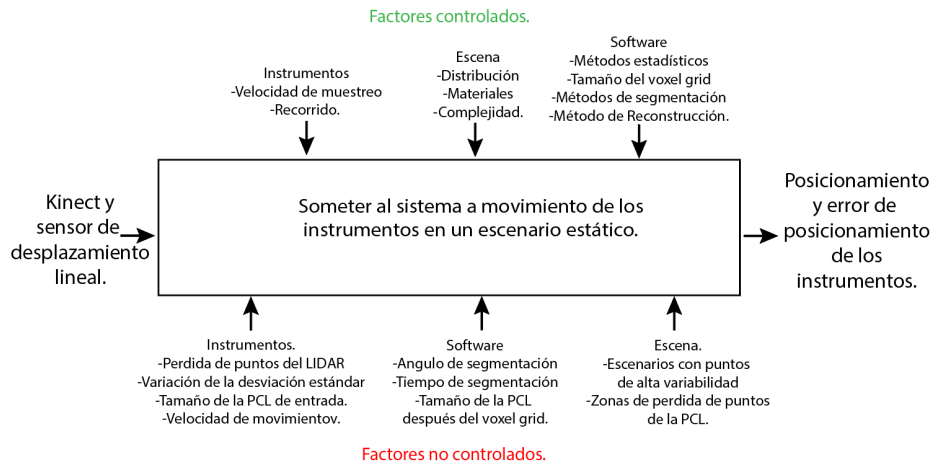 Factores controlados.
Instrumentos
-Velocidad de muestreo
-Recorrido.
Escena
-Distribución
-Materiales
-Complejidad.
Software
-Métodos estadísticos
-Tamaño del voxel grid
-Métodos de segmentación
-Método de Reconstrucción.
Kinect y
sensor de
desplazamiento
lineal.
Someter al sistema a movimiento de los
instrumentos en un escenario estático.
Posicionamiento
y error de
posicionamiento
de los
instrumentos.
Instrumentos.
-Perdida de puntos del LIDAR
-Variación de la desviación estándar
-Tamaño de la PCL de entrada.
-Velocidad de movimientov.
Software
-Angulo de segmentación
-Tiempo de segmentación
-Tamaño de la PCL
después del voxel grid.
Escena.
-Escenarios con puntos
de alta variabilidad
-Zonas de perdida de puntos
de la PCL.
Factores no controlados.